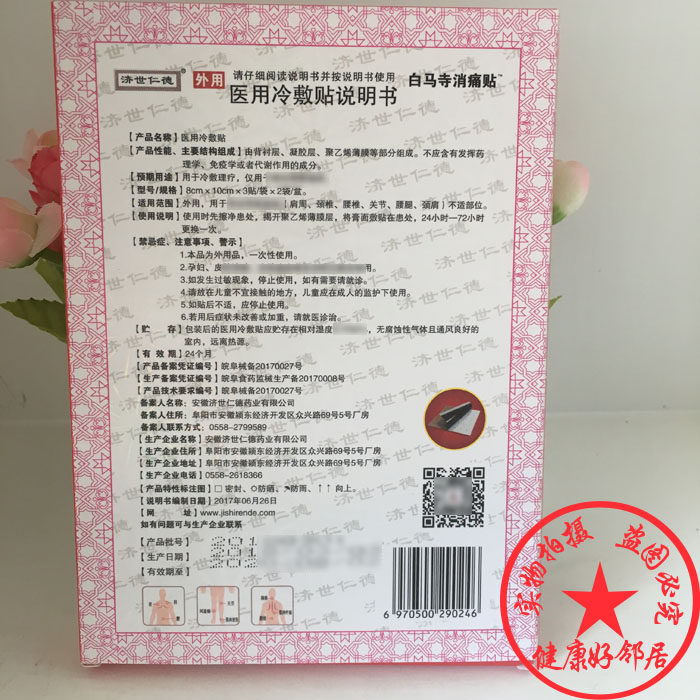 济世仁德
外用
请仔细阅读说明书并按说明书使用
医用冷敷贴说明书
白马寺消痛贴™
【产品名称】医用冷敷贴
【产品性能、主要结构组成】由背衬层、凝胶层、聚乙烯薄膜等部分组成。不应含有发挥药
理学、免疫学或者代谢作用的成分。
【预期用途】用于冷敷理疗，仅用
【型号/规格】8cm×10cm×3贴/袋×2袋/盒。
【适用范围】外用，用于（肩周、颈椎、腰椎、关节、腰腿、颈肩）不适部位。
【使用说明】使用时先擦净患处，揭开聚乙烯薄膜层，将膏面敷贴在患处，24小时—72小时
更换一次。
【禁忌症、注意事项、警示】
1.本品为外用品，一次性使用。
2.孕妇、皮用。
3.如发生过敏现象，停止使用，如有需要请就诊。
4.请放在儿童不宜接触的地方，儿童应在成人的监护下使用。
5.如贴后不适，应停止使用。
6.若用后症状未改善或加重，请就医诊治。
【贮 存】包装后的医用冷敷贴应贮存在相对湿度，无腐蚀性气体且通风良好的
室内，远离热源。
【有 效 期】24个月
【产品备案凭证编号】皖阜械备20170027号
【生产备案凭证编号】皖阜食药监械生产备20170008号
【产品技术要求编号】皖阜械备20170027号
备案人名称：安徽济世仁德药业有限公司
备案人住所：阜阳市安徽颍东经济开发区众兴路69号5号厂房
备案人联系方式：0558-2799589
【生产企业名称】安徽济世仁德药业有限公司
【生产企业住所】阜阳市安徽颍东经济开发区众兴路69号5号厂房
【生产企业地址】阜阳市安徽颍东经济开发区众兴路69号5号厂房
【生产企业电话】0558-2618366
【产品特性标注图】□密封、◇防晒、防雨、↑↑向上。
【说明书编制日期】2017年06月26日
【网 址】www.jishirende.com
如有问题可与生产企业联系
【产品批号】201
【生产日期】201
【有效期至】202
6 970500 290246
实物拍摄 盗图必究
健康好邻居